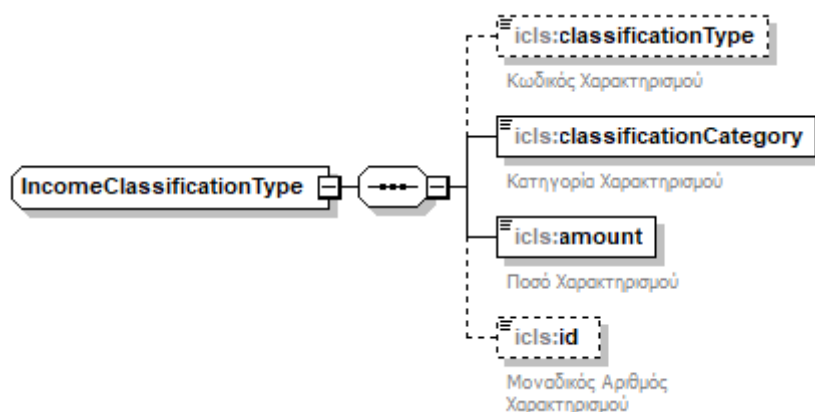 icls:classificationType
Κωδικός Χαρακτηρισμού
icls:classificationCategory
Κατηγορία Χαρακτηρισμού
IncomeClassificationType
icls:amount
Ποσό Χαρακτηρισμού
icls:id
Μοναδικός Αριθμός
Χαρακτηρισμού